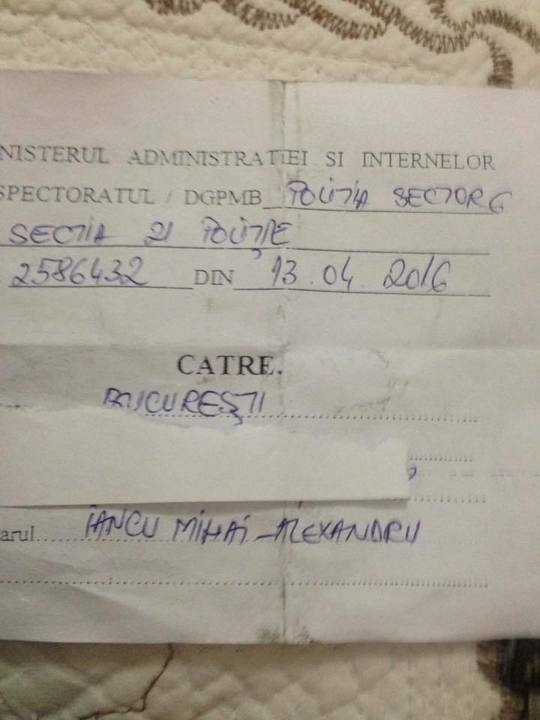 NISTERUL ADMINISTRATIEI SI INTERNELOR
SPECTORATUL / DGPMB POLIȚIA SECTOR 6
SECȚIA 21 POLIȚIE
2586432 DIN 13.04.2016
CATRE.
BUCUREȘTI
arul IANCU MIHAI-ALEXANDRU